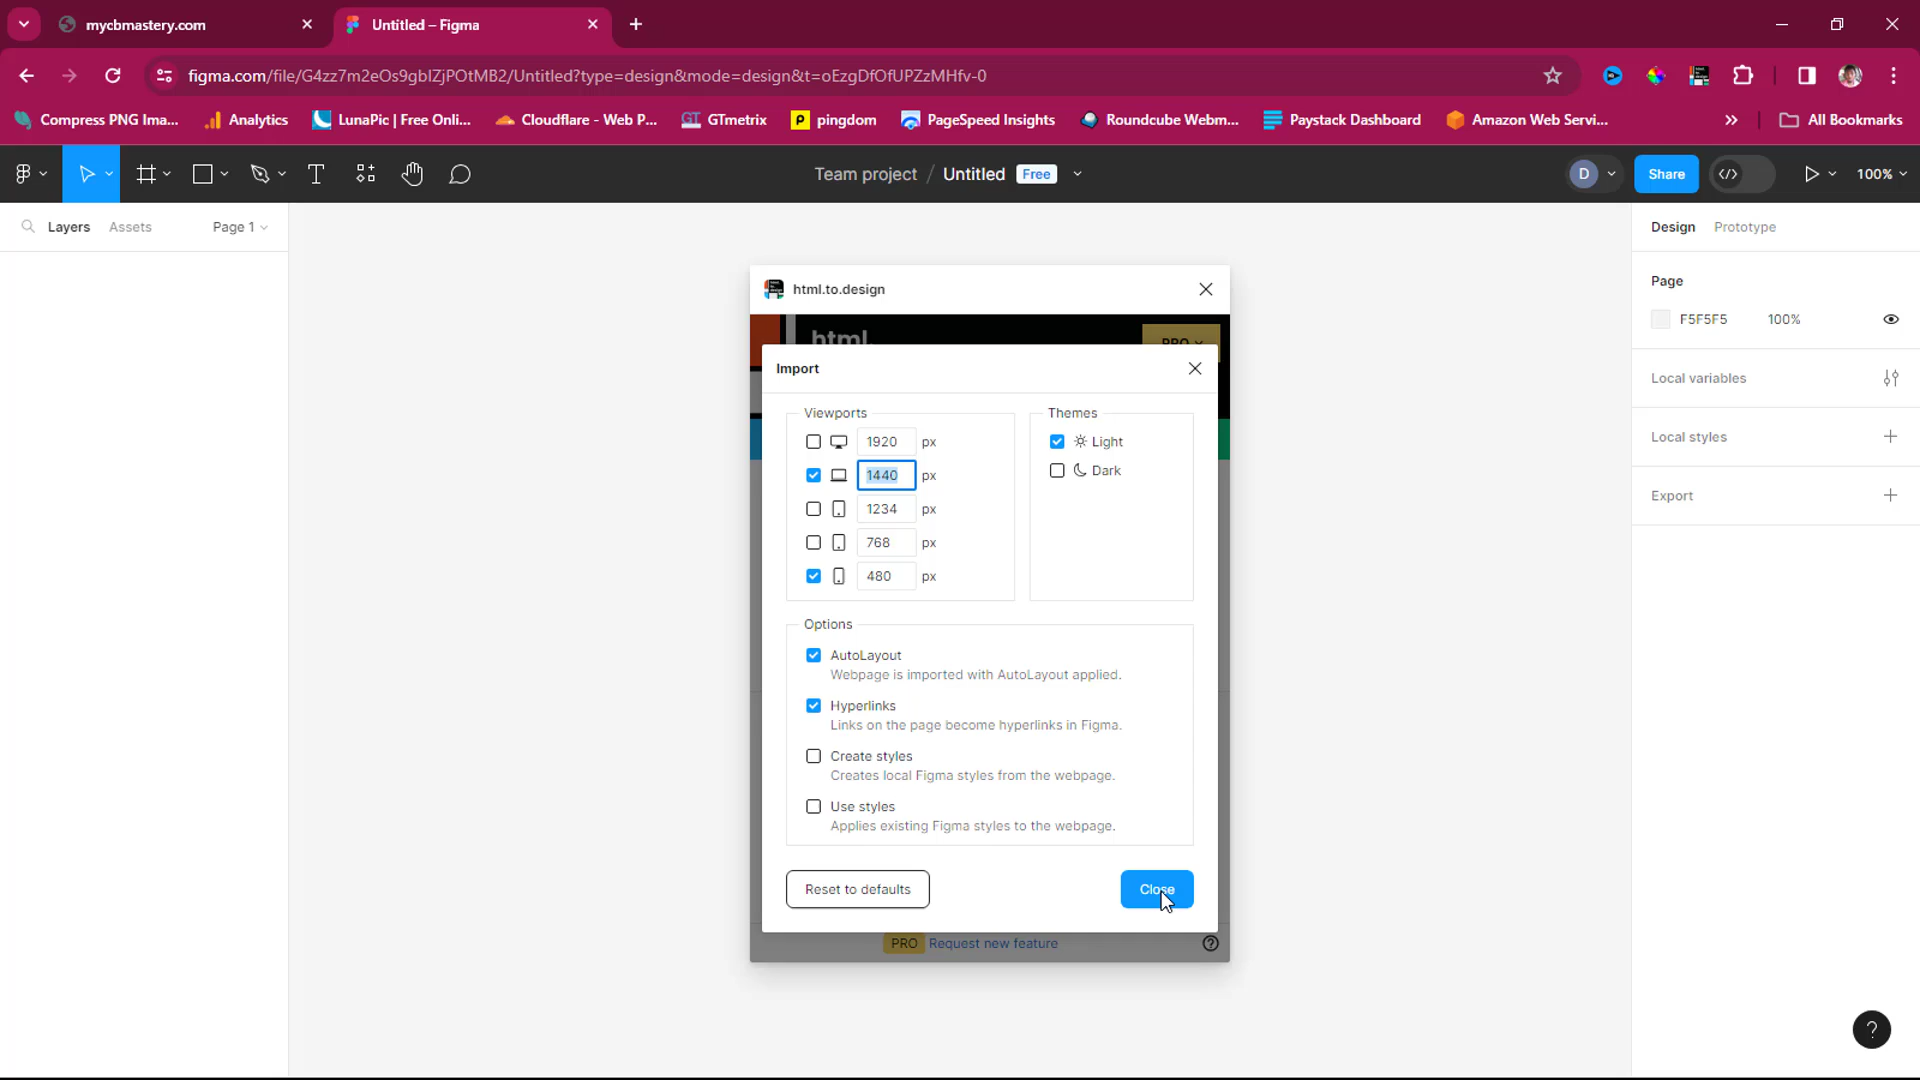 mycbmastery.com
Untitled – Figma
figma.com/file/G4zz7m2eOs9gbIZjPOtMB2/Untitled?type=design&mode=design&t=oEzgDfOfUPZzMHfv-0
Compress PNG Ima...
Analytics
LunaPic | Free Onli...
Cloudflare - Web P...
GTmetrix
pingdom
PageSpeed Insights
Roundcube Webm...
Paystack Dashboard
Amazon Web Servi...
»
All Bookmarks
Team project / Untitled Free
D
Share
100%
Layers
Assets
Page 1
Design
Prototype
Page
F5F5F5 100%
Local variables
Local styles
Export
html.to.design
html.
PRO
Import
Viewports
1920 px
1440 px
1234 px
768 px
480 px
Themes
Light
Dark
Options
AutoLayout
Webpage is imported with AutoLayout applied.
Hyperlinks
Links on the page become hyperlinks in Figma.
Create styles
Creates local Figma styles from the webpage.
Use styles
Applies existing Figma styles to the webpage.
Reset to defaults
Close
PRO Request new feature
?
?